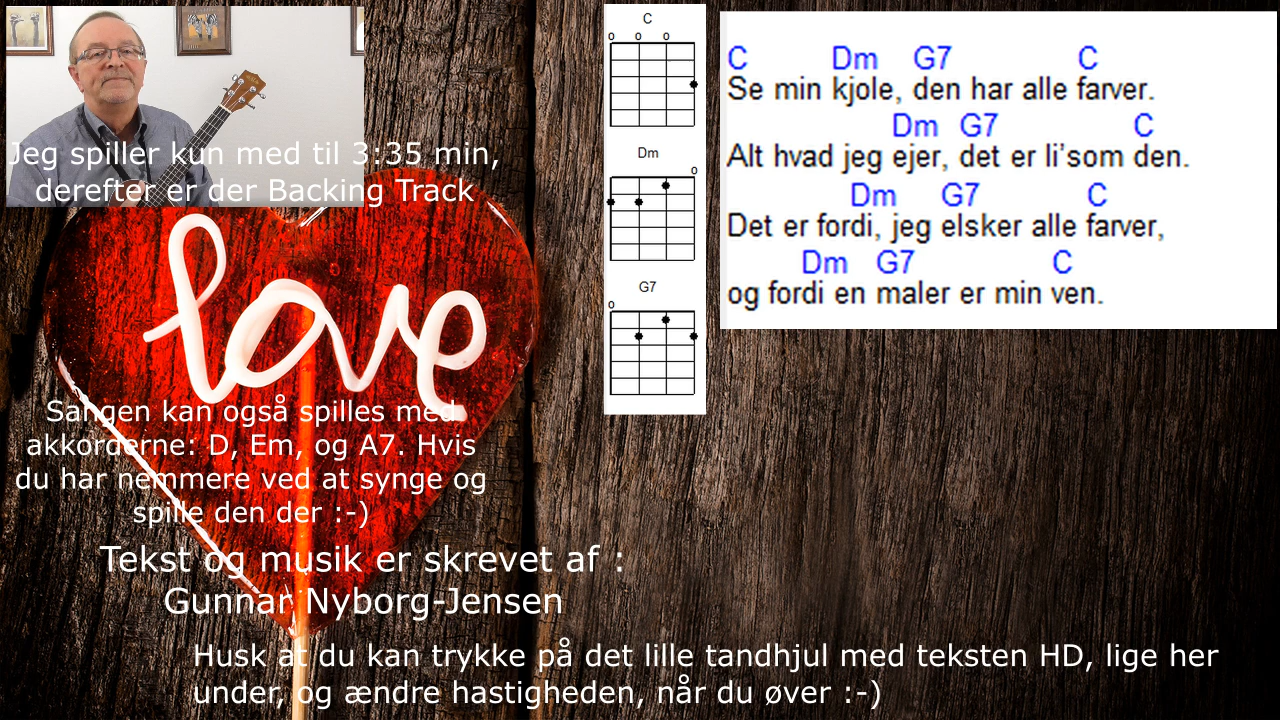 Jeg spiller kun med til 3:35 min,
derefter er der Backing Track
Sangen kan også spilles med
akkorderne: D, Em, og A7. Hvis
du har nemmere ved at synge og
spille den der :-)
Tekst og musik er skrevet af :
Gunnar Nyborg-Jensen
Husk at du kan trykke på det lille tandhjul med teksten HD, lige her
under, og ændre hastigheden, når du øver :-)
love
C
o o o
Dm
o
G7
o
C Dm G7 C
Se min kjole, den har alle farver.
Dm G7 C
Alt hvad jeg ejer, det er li'som den.
Dm G7 C
Det er fordi, jeg elsker alle farver,
Dm G7 C
og fordi en maler er min ven.